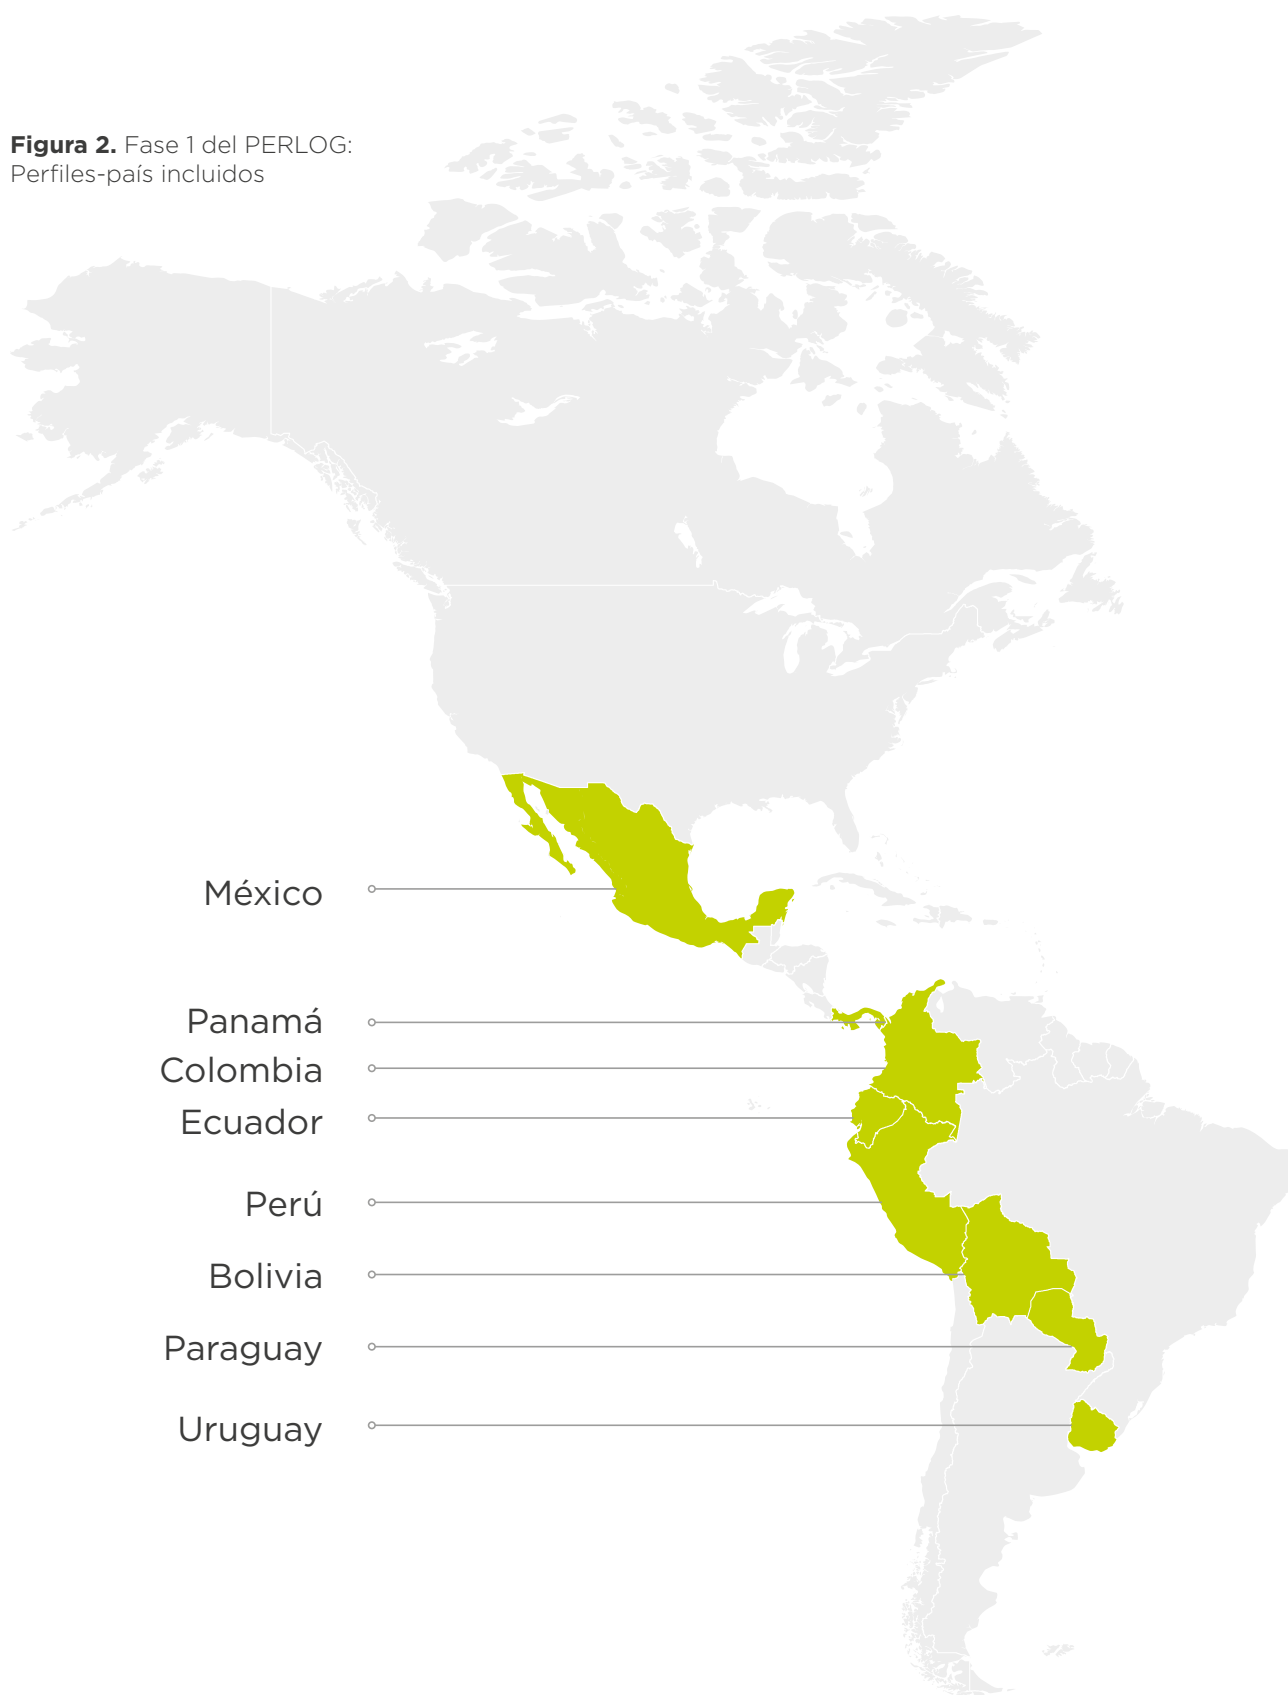 Figura 2. Fase 1 del PERLOG:
Perfiles-país incluidos
México
Panamá
Colombia
Ecuador
Perú
Bolivia
Paraguay
Uruguay